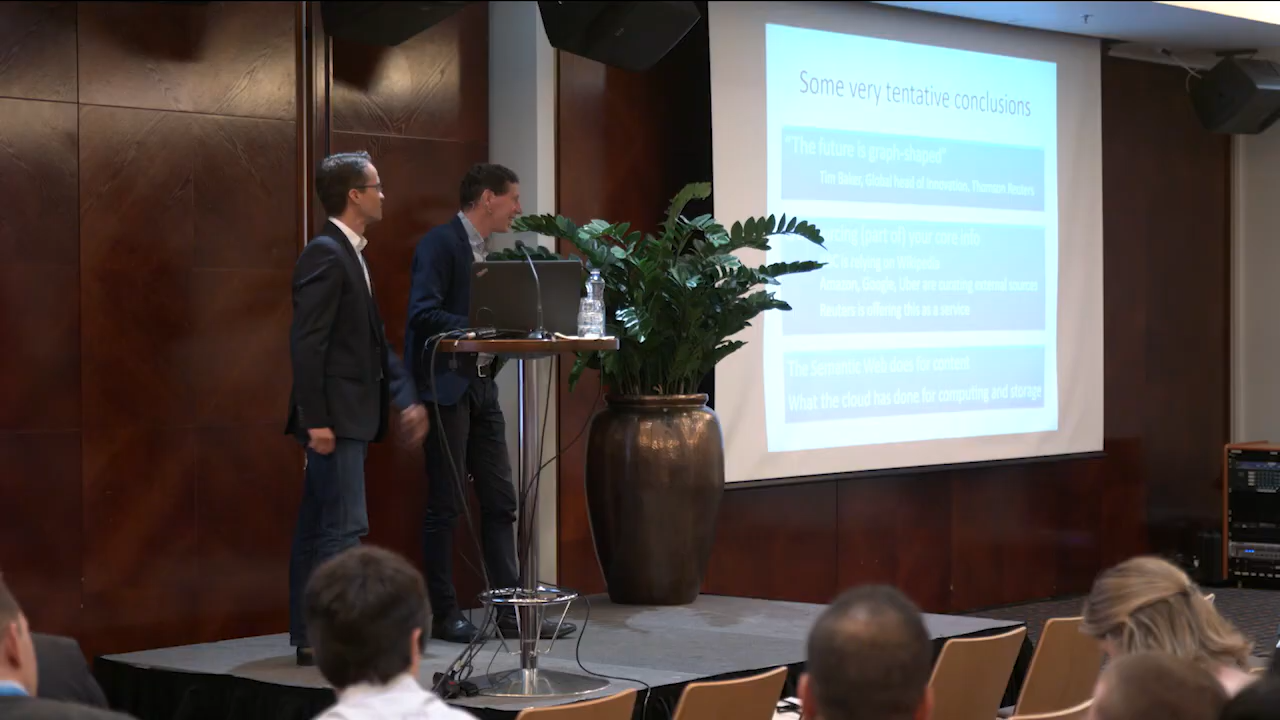 Some very tentative conclusions
"The future is graph-shaped"
Tim Baker, Global head of Innovation, Thomson Reuters
(part of) your core info
is relying on Wikipedia
Amazon, Google, Uber are running external sources
Reuters is offering this as a service
The Semantic Web does for content
What the cloud has done for computing and storage